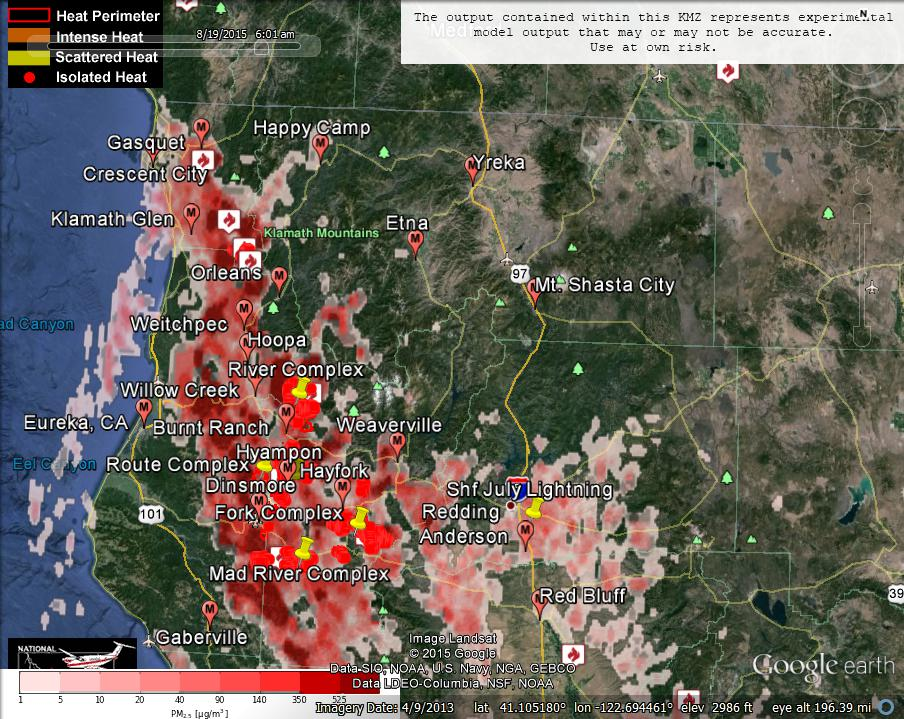 Heat Perimeter
Intense Heat
Scattered Heat
Isolated Heat
8/19/2015 6:01 am
The output contained within this KMZ represents experimental
model output that may or may not be accurate.
Use at own risk.
N
Gasquet
Happy Camp
Crescent City
Yreka
Klamath Glen
Etna
Klamath Mountains
Orleans
97
Mt. Shasta City
Canyon
Weitchpec
Hoopa
River Complex
Willow Creek
Eureka, CA
Burnt Ranch
Weaverville
Hyampon
Eel Canyon
Route Complex
Hayfork
Dinsmore
Shf July Lightning
101
Fork Complex
Redding
Anderson
Mad River Complex
Red Bluff
39
Gaberville
NATIONAL
Image Landsat
© 2015 Google
Data SIO, NOAA, U.S. Navy, NGA, GEBCO
Data LDEO-Columbia, NSF, NOAA
Google earth
1 5 10 20 40 90 140 350 525
PM2.5 [µg/m³]
Imagery Date: 4/9/2013 lat 41.105180° lon -122.694461° elev 2986 ft eye alt 196.39 mi